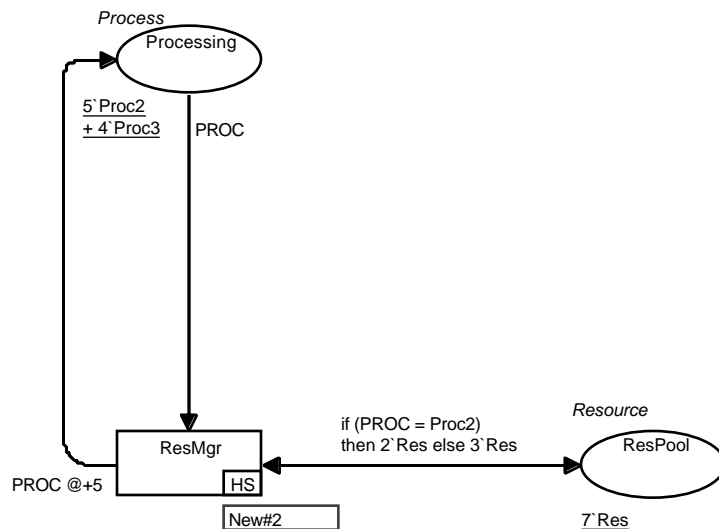 Process
Processing
5`Proc2
+ 4`Proc3
PROC
if (PROC = Proc2)
then 2`Res else 3`Res
Resource
ResMgr
ResPool
PROC @+5
HS
New#2
7`Res